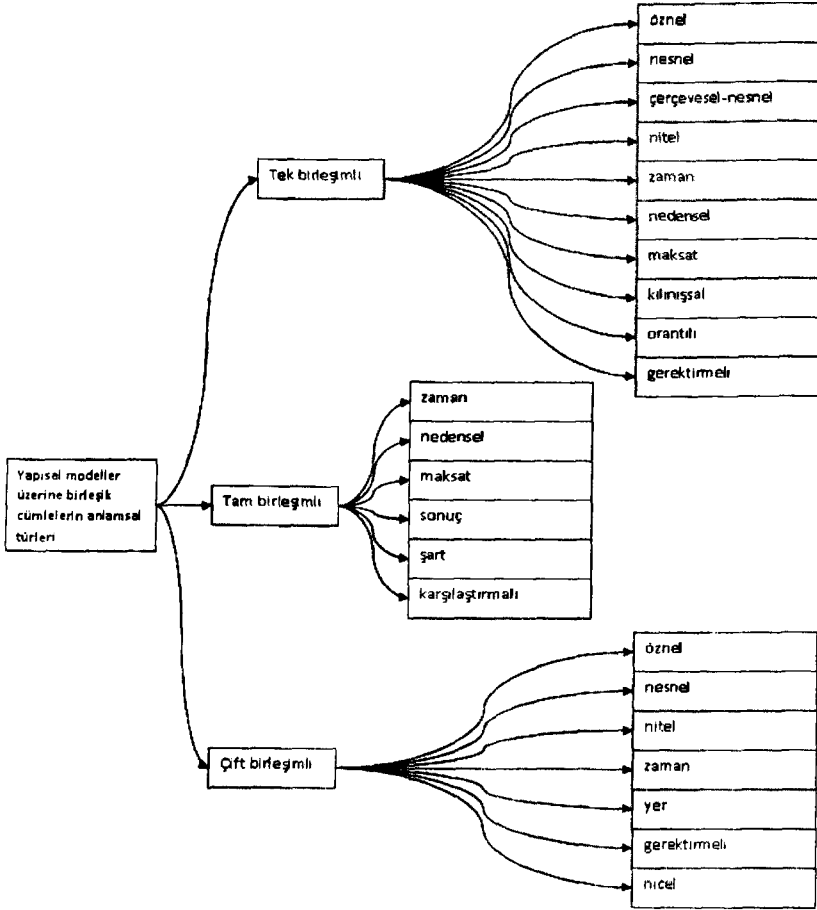 öznel
nesnel
çerçevesel-nesnel
nitel
zaman
nedensel
maksat
kılınışsal
orantılı
gerektirmeli
Tek birleşimli
zaman
nedensel
maksat
sonuç
şart
karşılaştırmalı
Tam birleşimli
Yapısal modeller
üzerine birleşik
cümlelerin anlamsal
türleri
Çift birleşimli
öznel
nesnel
nitel
zaman
yer
gerektirmeli
nicel